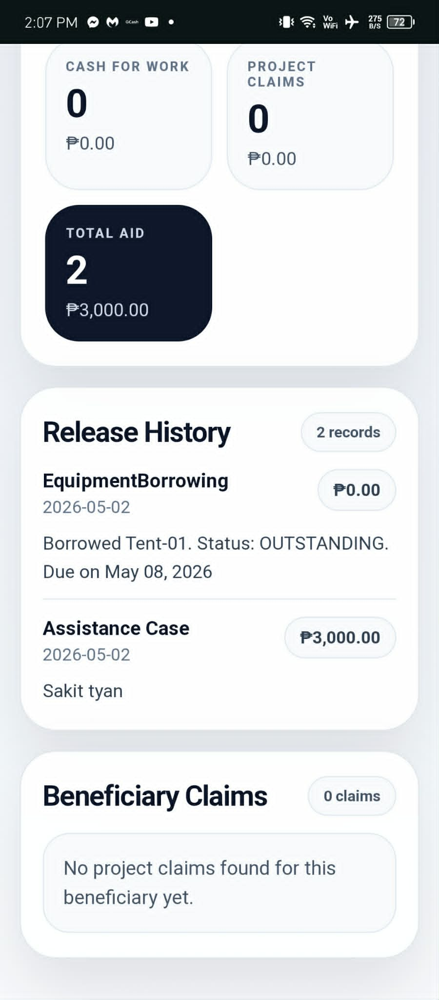 2:07 PM GCash Vo WiFi 275 B/S 72
CASH FOR WORK
0
₱0.00
PROJECT
CLAIMS
0
₱0.00
TOTAL AID
2
₱3,000.00
Release History
2 records
EquipmentBorrowing
₱0.00
2026-05-02
Borrowed Tent-01. Status: OUTSTANDING.
Due on May 08, 2026
Assistance Case
₱3,000.00
2026-05-02
Sakit tyan
Beneficiary Claims
0 claims
No project claims found for this
beneficiary yet.